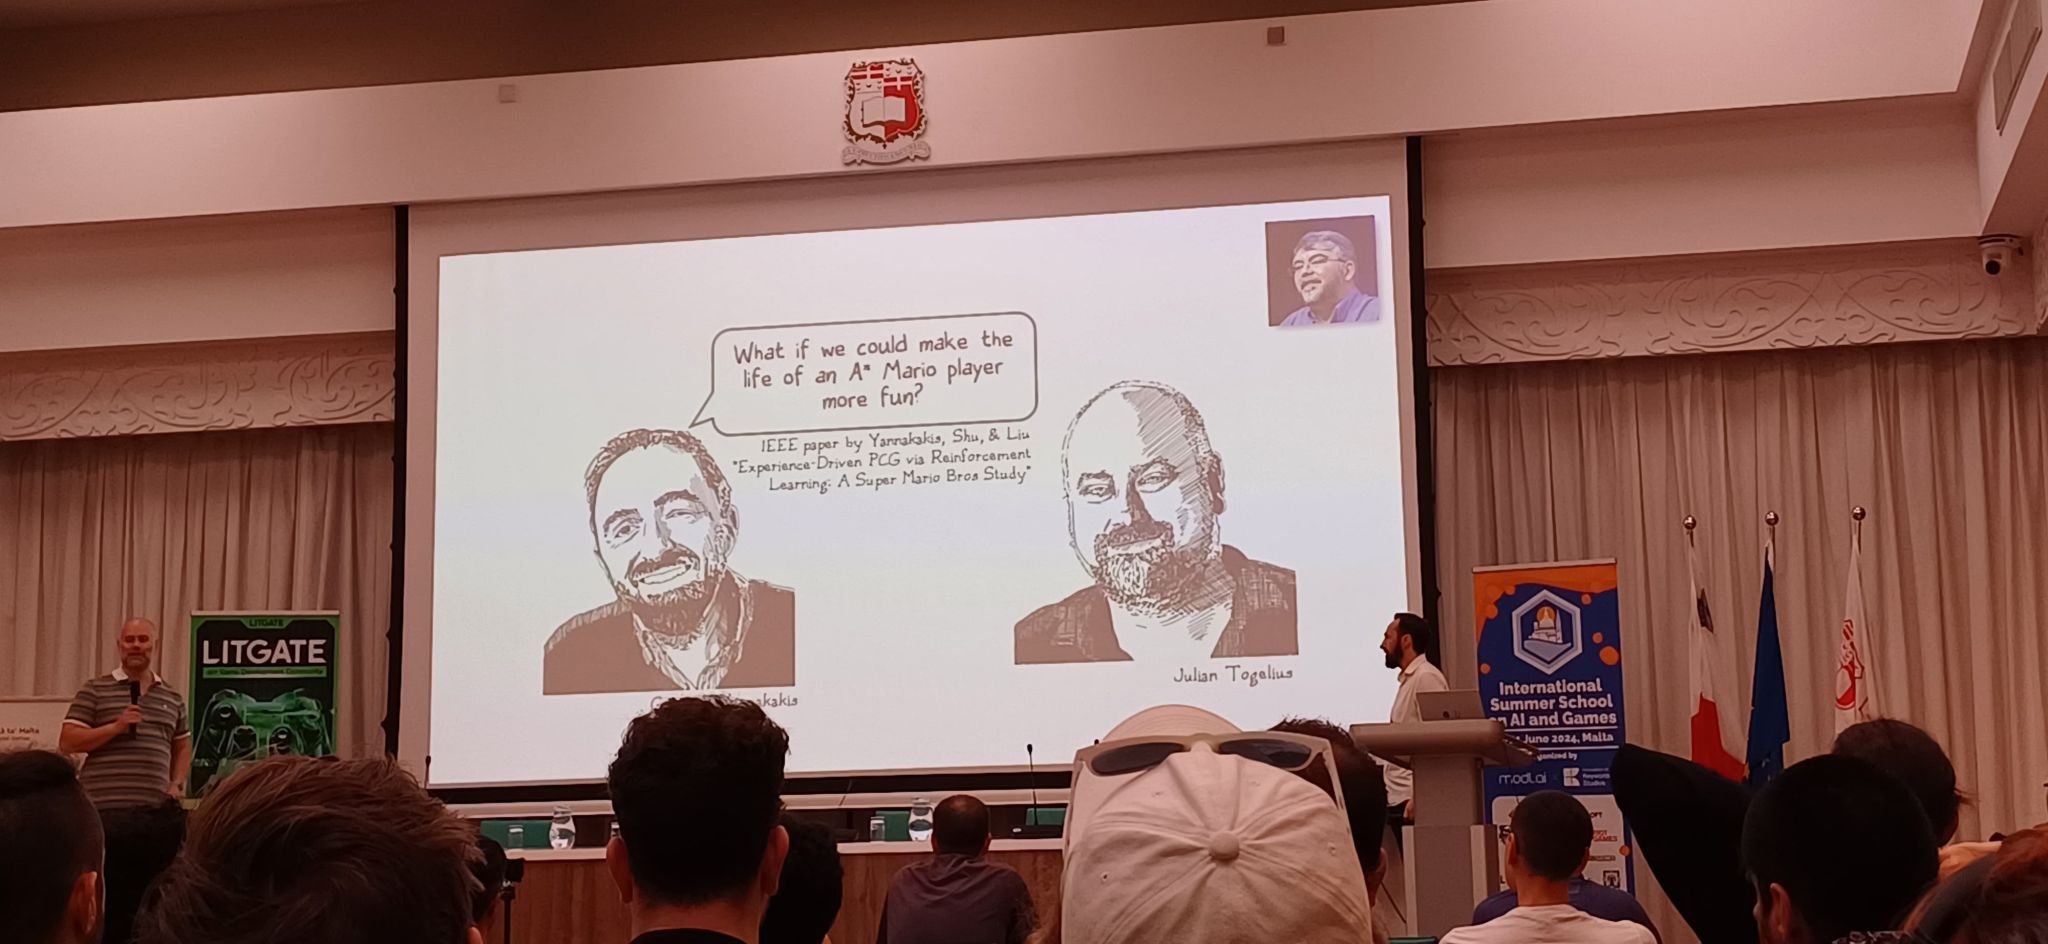 What if we could make the
life of an A* Mario player
more fun?
IEEE paper by Yannakakis, Shu, & Liu
"Experience-Driven PCG via Reinforcement
Learning: A Super Mario Bros Study"
Julian Togelius
LITGATE
LITGATE
ta' Malta
International
Summer School
on AI and Games
June 2024, Malta
modl.ai
Keywords
Studios